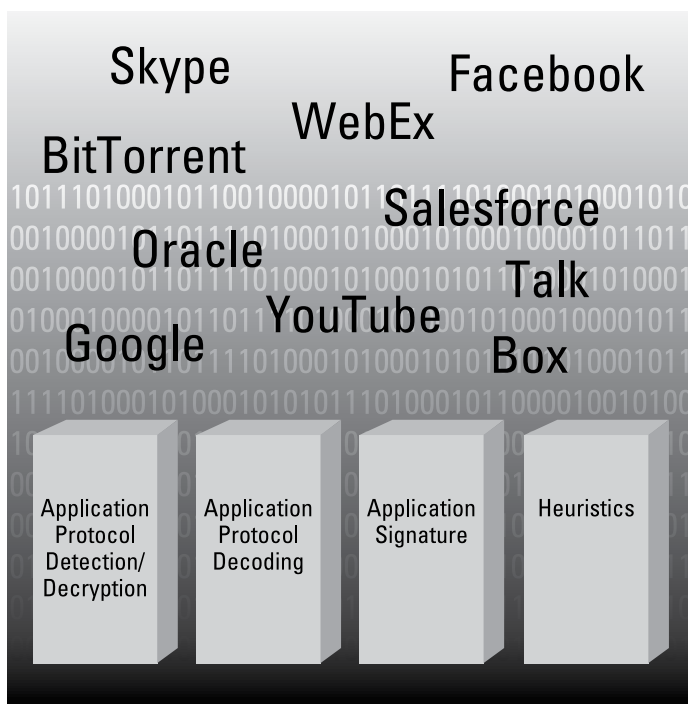 Skype
Facebook
WebEx
BitTorrent
Salesforce
Oracle
Talk
YouTube
Google
Box
Application
Protocol
Detection/
Decryption
Application
Protocol
Decoding
Application
Signature
Heuristics